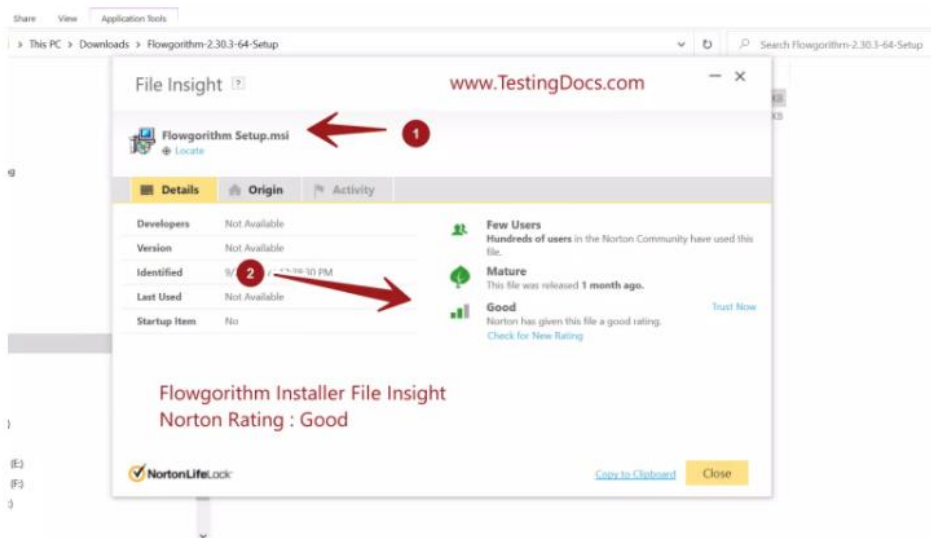 Share View Application Tools
> This PC > Downloads > Flowgorithm-2.30.3-64-Setup
Search Flowgorithm-2.30.3-64-Setup
File Insight ?
www.TestingDocs.com
KB
KB
Flowgorithm Setup.msi
Locate
1
Details Origin Activity
Developers Not Available
Version Not Available
Identified 9/ 2 :30 PM
Last Used Not Available
Startup Item No
Few Users
Hundreds of users in the Norton Community have used this
file.
Mature
This file was released 1 month ago.
Good Trust Now
Norton has given this file a good rating.
Check for New Rating
Flowgorithm Installer File Insight
Norton Rating : Good
(E:)
(F:)
NortonLifeLock
Copy to Clipboard Close